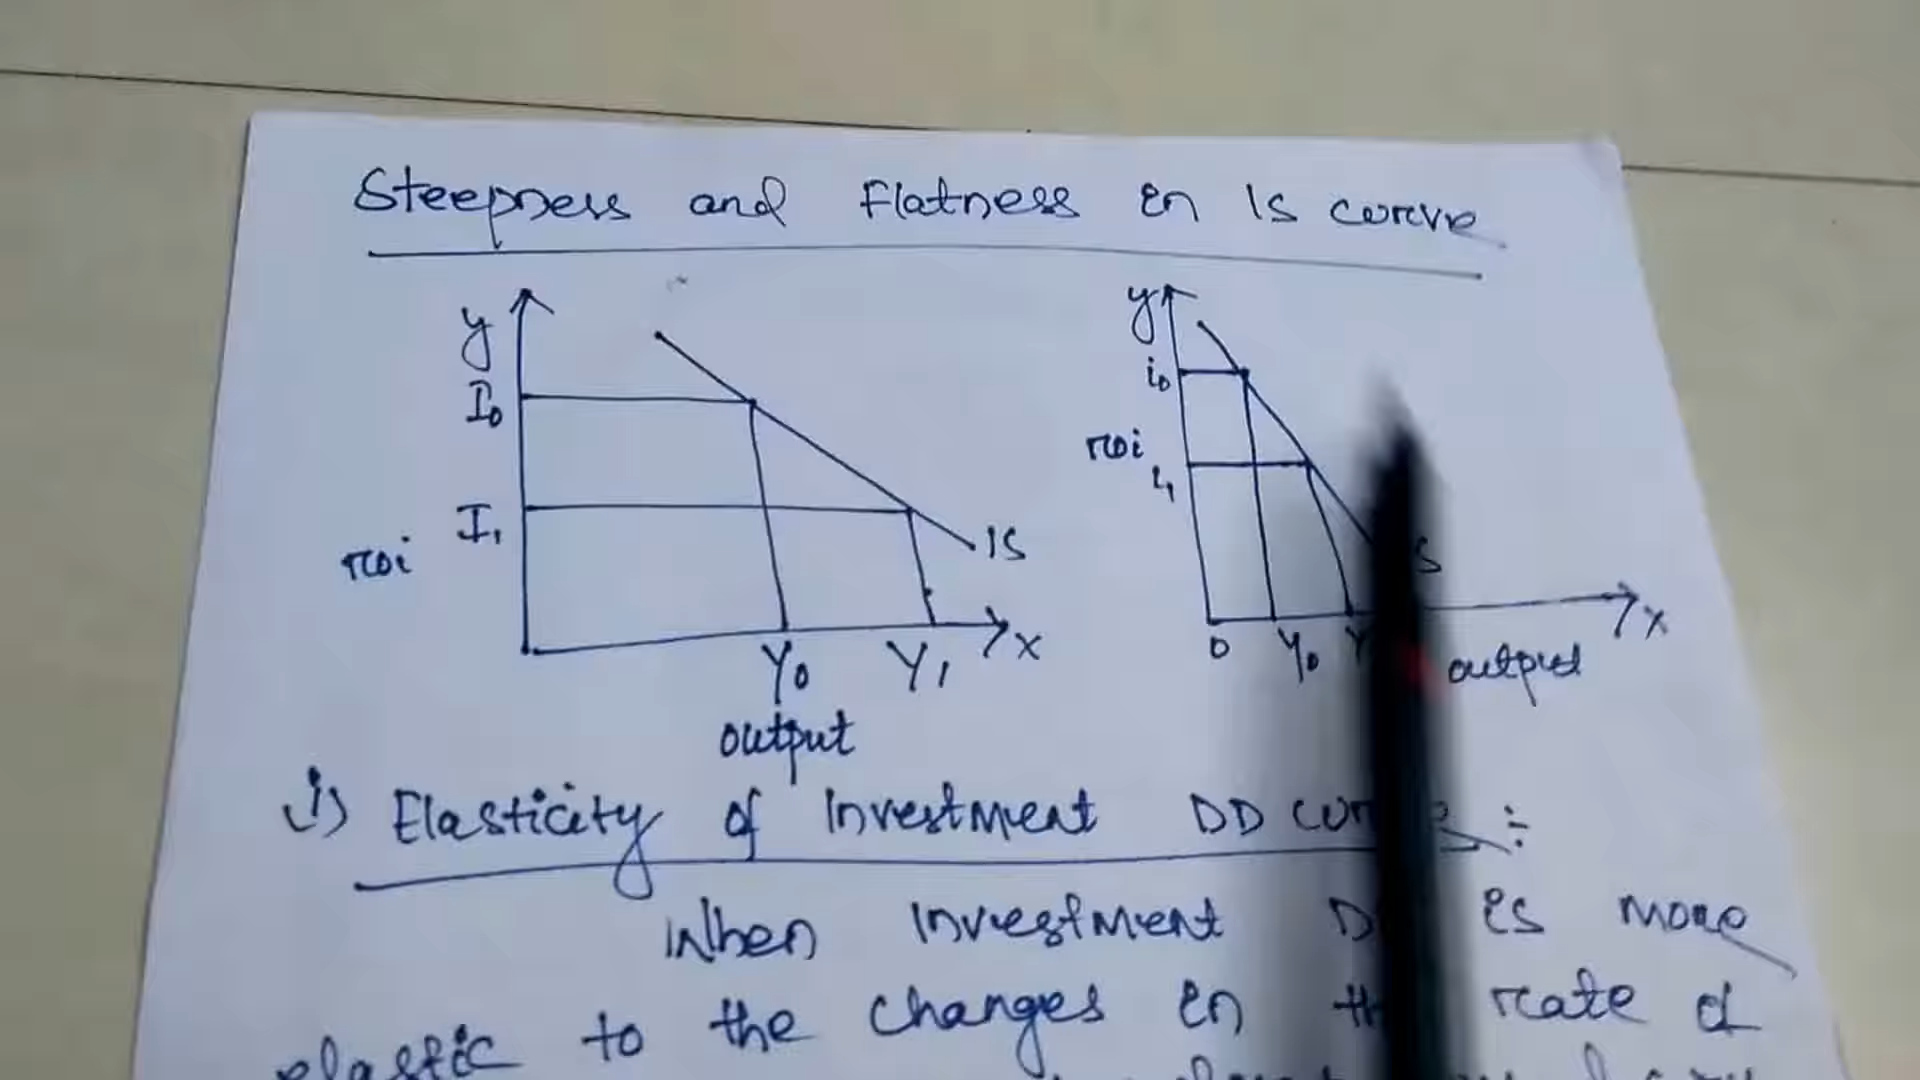 Steepness and Flatness in IS curve
y
I0
I1
roi
IS
x
Y0 Y1
output
y
i0
roi
i1
S
x
0 Y0 Y
output
i) Elasticity of Investment DD
When Investment is more
elastic to the changes in rate of